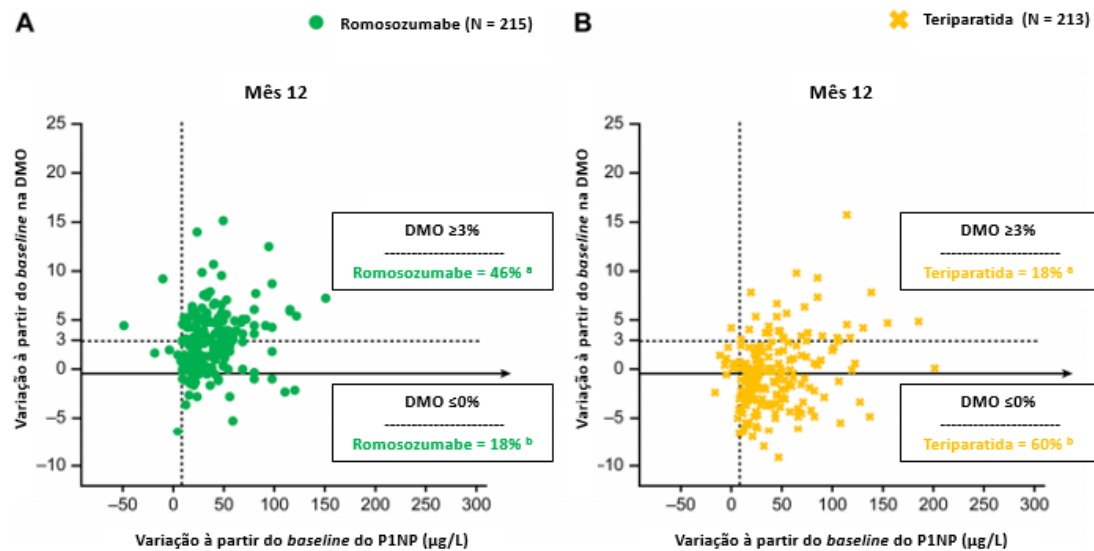 A
Romosozumabe (N = 215)
B
Teriparatida (N = 213)
Mês 12
Variação à partir do baseline na DMO
25
20
15
10
5
3
0
−5
−10
DMO ≥3%
Romosozumabe = 46% a
DMO ≤0%
Romosozumabe = 18% b
−50
0
50
100
150
200
250
300
Variação à partir do baseline do P1NP (µg/L)
Mês 12
Variação à partir do baseline na DMO
25
20
15
10
5
3
0
−5
−10
DMO ≥3%
Teriparatida = 18% a
DMO ≤0%
Teriparatida = 60% b
−50
0
50
100
150
200
250
300
Variação à partir do baseline do P1NP (µg/L)